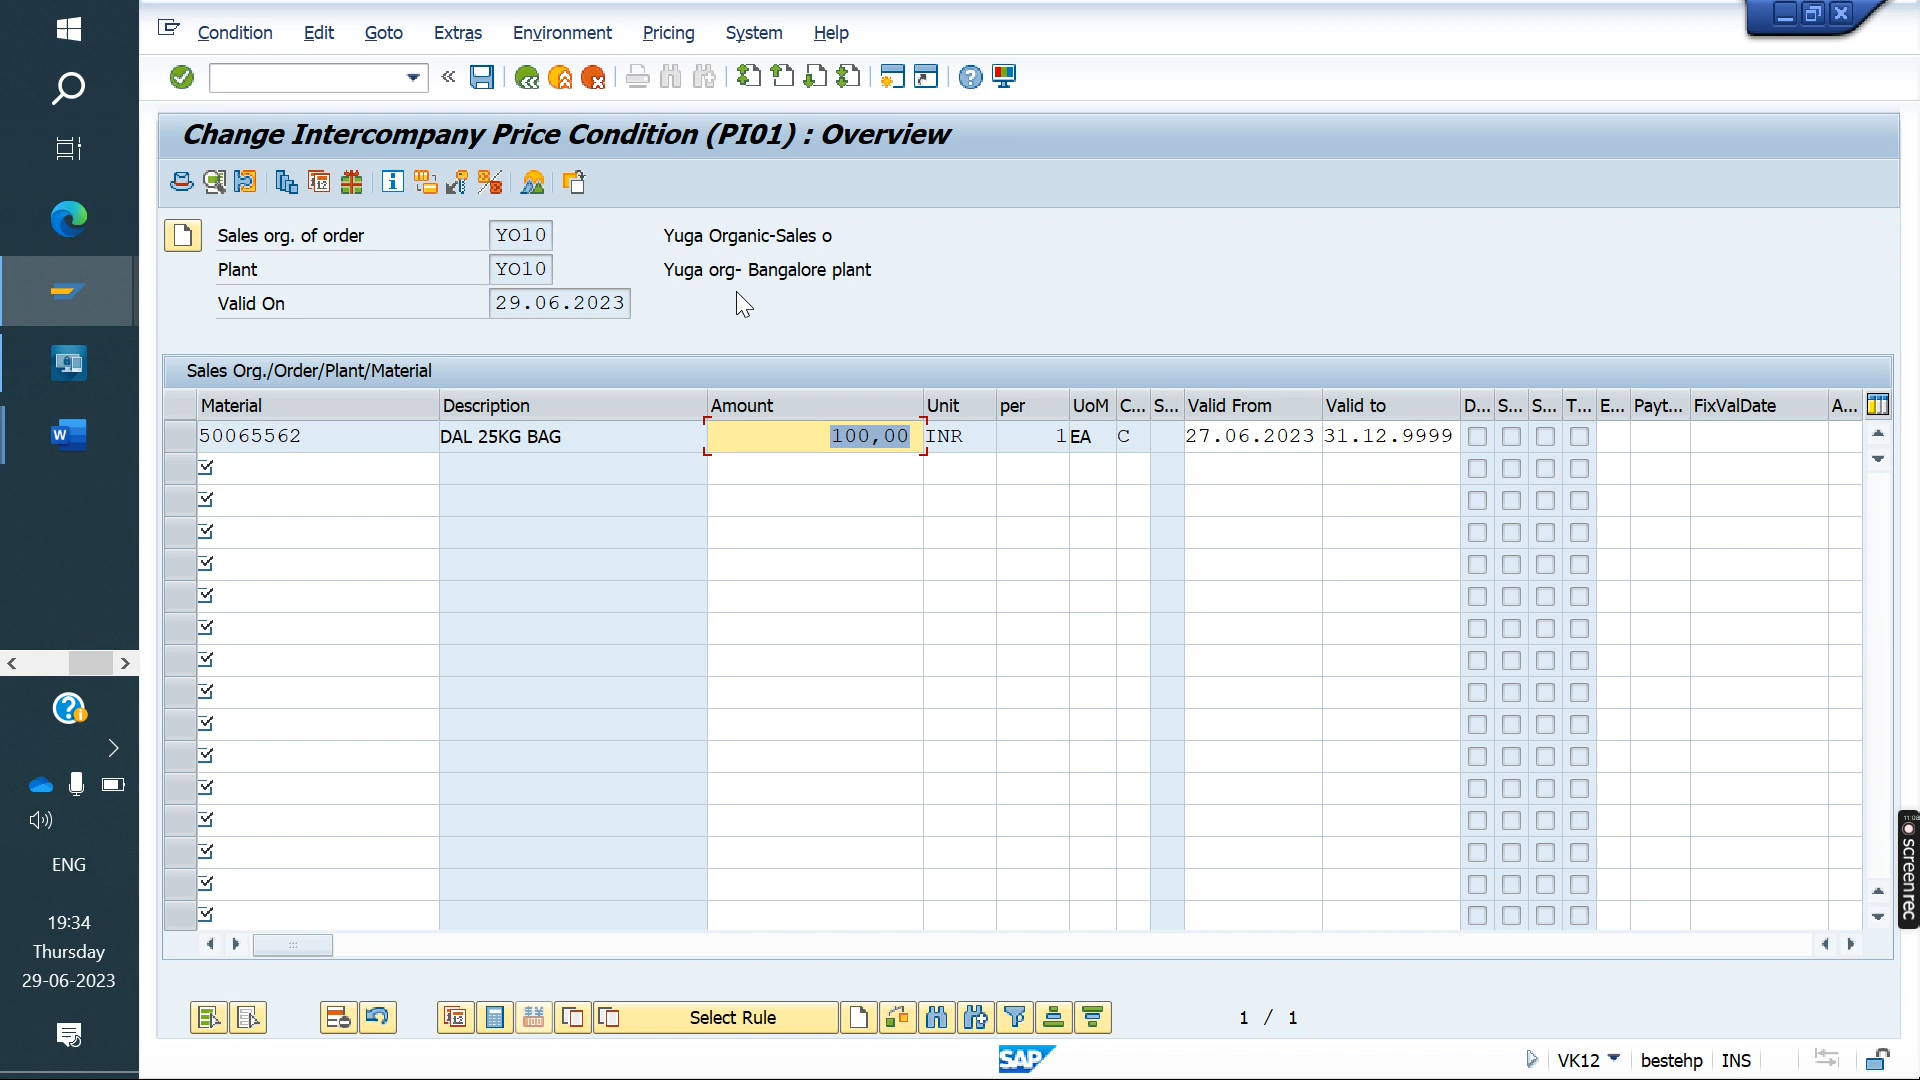 Condition Edit Goto Extras Environment Pricing System Help
Change Intercompany Price Condition (PI01) : Overview
Sales org. of order YO10 Yuga Organic-Sales o
Plant YO10 Yuga org- Bangalore plant
Valid On 29.06.2023
Sales Org./Order/Plant/Material
Material Description Amount Unit per UoM C... S... Valid From Valid to D... S... S... T... E... Payt... FixValDate A...
50065562 DAL 25KG BAG 100,00 INR 1 EA C 27.06.2023 31.12.9999
Select Rule 1 / 1
SAP VK12 bestehp INS
ENG
19:34
Thursday
29-06-2023
11:08
screenrec